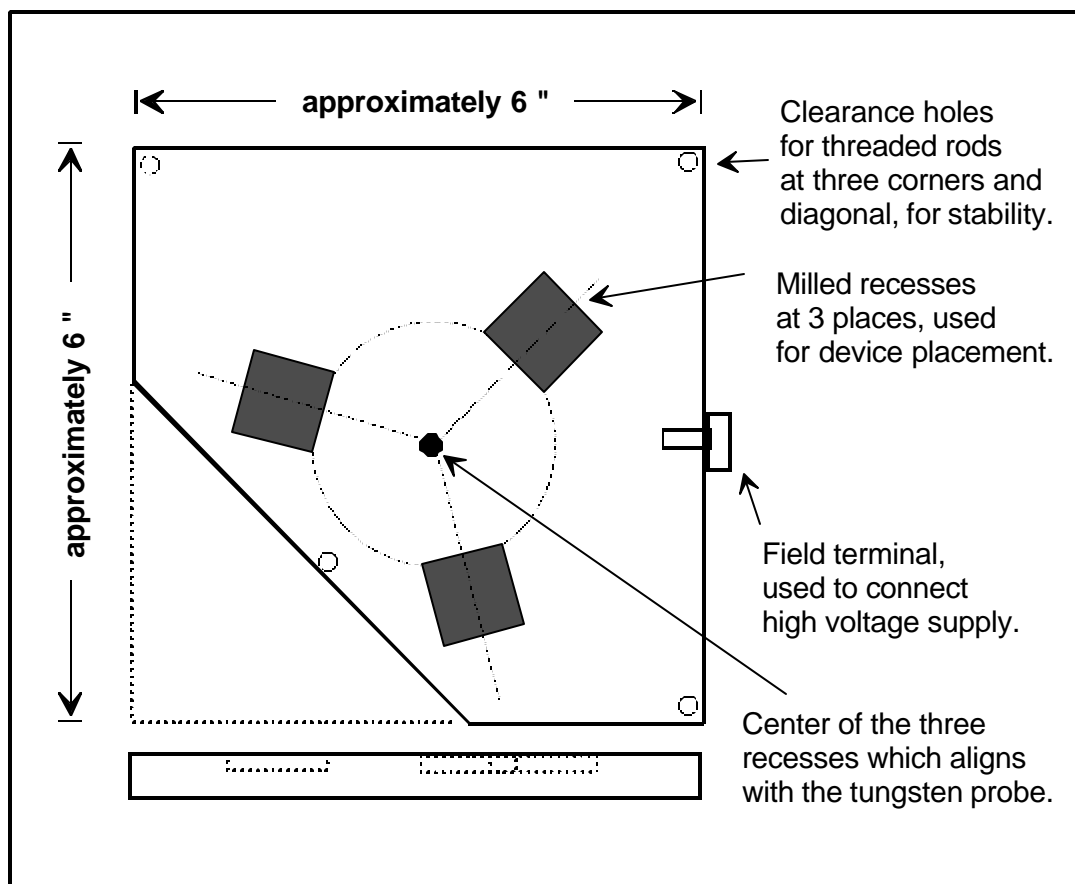 approximately 6 "
Clearance holes
for threaded rods
at three corners and
diagonal, for stability.
approximately 6 "
Milled recesses
at 3 places, used
for device placement.
Field terminal,
used to connect
high voltage supply.
Center of the three
recesses which aligns
with the tungsten probe.